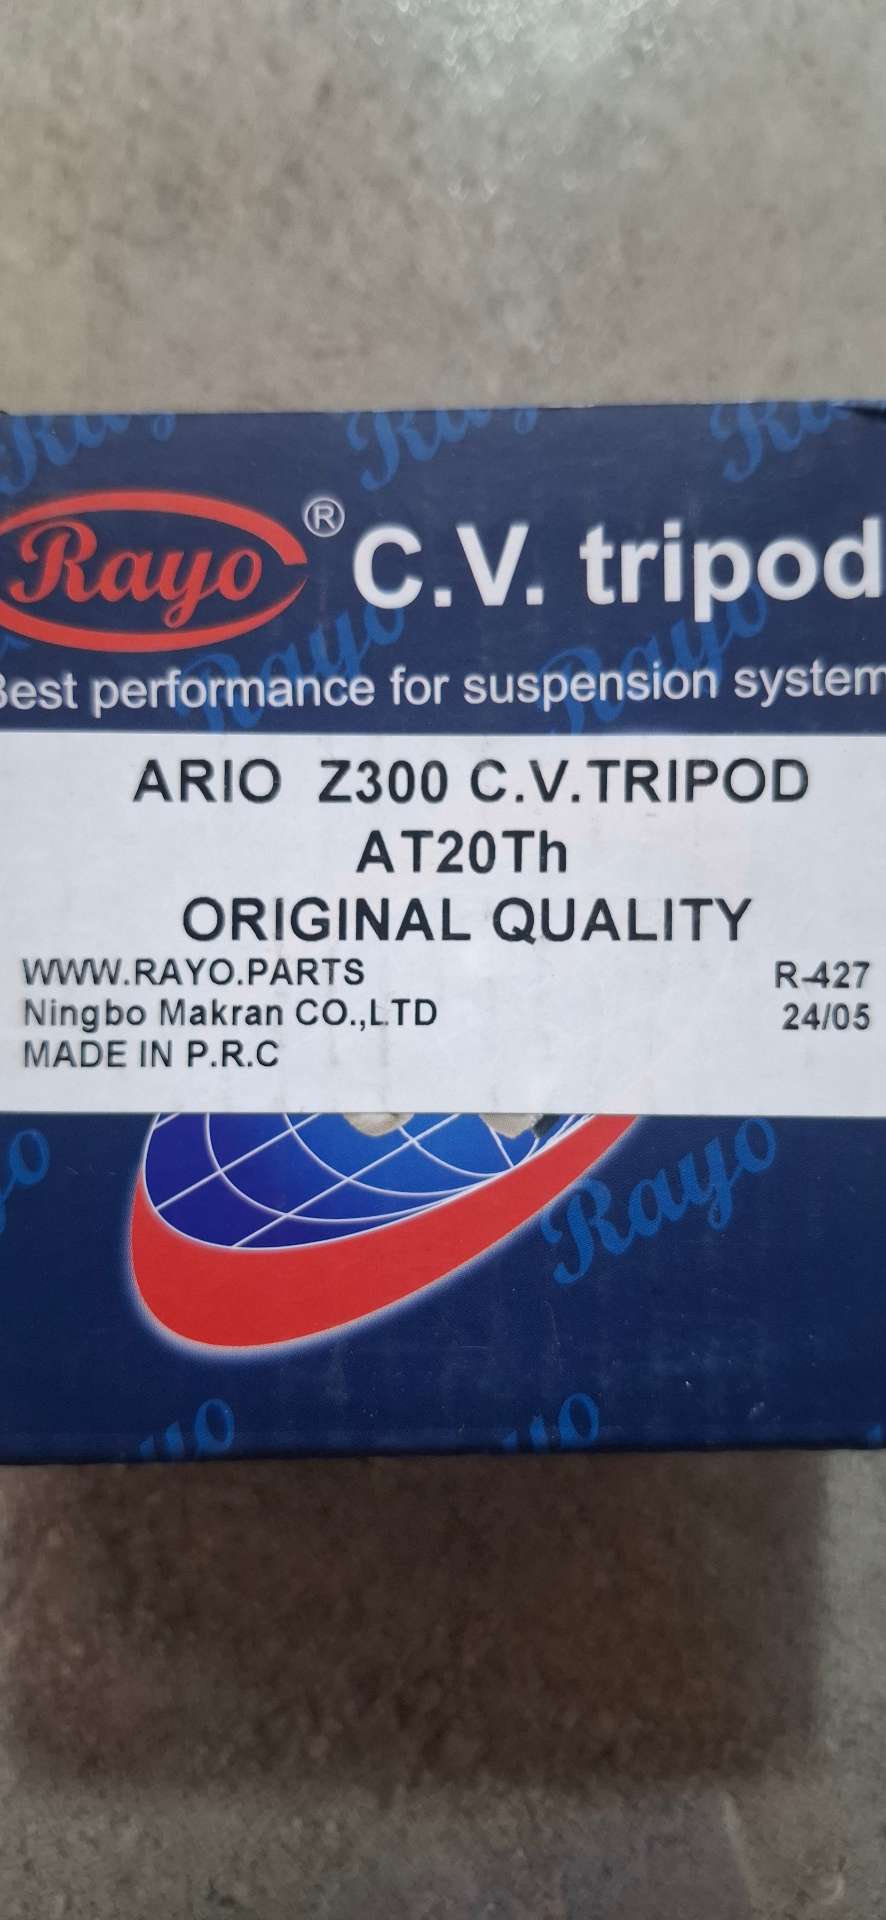 Rayo® C.V. tripod
Best performance for suspension system
ARIO Z300 C.V.TRIPOD
AT20Th
ORIGINAL QUALITY
WWW.RAYO.PARTS R-427
Ningbo Makran CO.,LTD 24/05
MADE IN P.R.C
Rayo